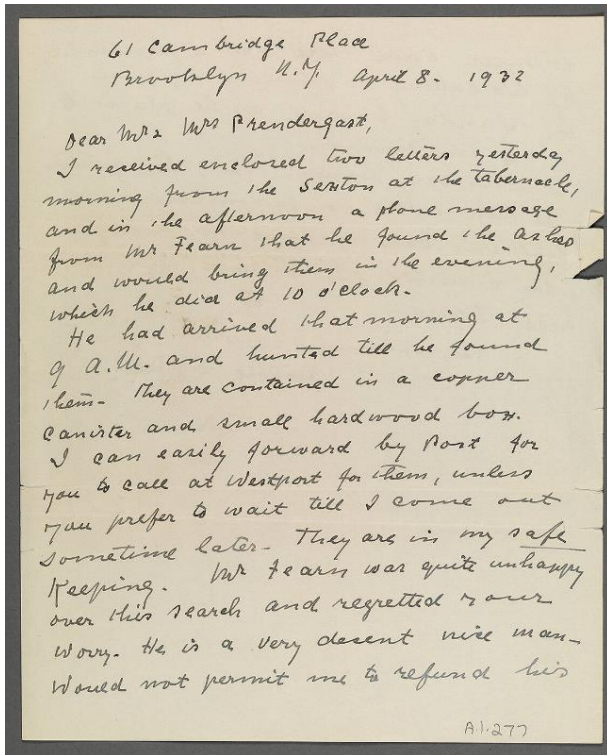 61 Cambridge Place
Brooklyn N.Y. April 8 - 1932
Dear Mr & Mrs Prendergast,
I received enclosed two letters yesterday
morning from the Sexton at the Tabernacle,
and in the afternoon a phone message
from Mr Fearn that he found the ashes
and would bring them in the evening,
which he did at 10 o'clock.
He had arrived that morning at
9 A.M. and hunted till he found
them - They are contained in a copper
canister and small hardwood box.
I can easily forward by Post for
you to call at Westport for them, unless
you prefer to wait till I come out
sometime later - They are in my safe
Keeping. Mr Fearn was quite unhappy
over this search and regretted your
worry. He is a very decent nice man -
Would not permit me to refund his
A.1.277